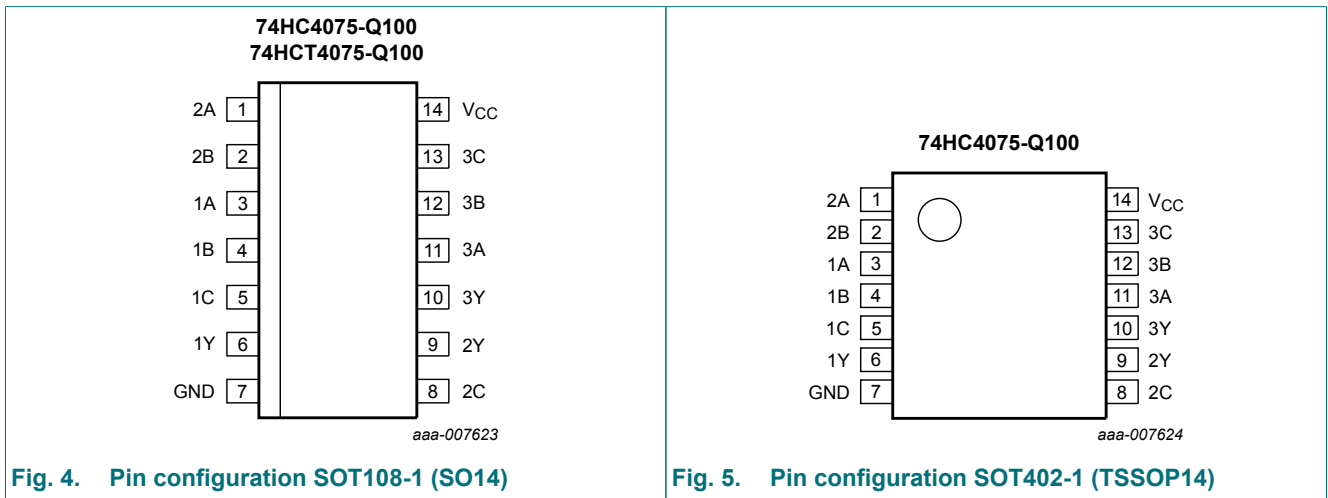 74HC4075-Q100
74HCT4075-Q100
2A 1 14 VCC
2B 2 13 3C
1A 3 12 3B
1B 4 11 3A
1C 5 10 3Y
1Y 6 9 2Y
GND 7 8 2C
aaa-007623
Fig. 4. Pin configuration SOT108-1 (SO14)
74HC4075-Q100
2A 1 14 VCC
2B 2 13 3C
1A 3 12 3B
1B 4 11 3A
1C 5 10 3Y
1Y 6 9 2Y
GND 7 8 2C
aaa-007624
Fig. 5. Pin configuration SOT402-1 (TSSOP14)